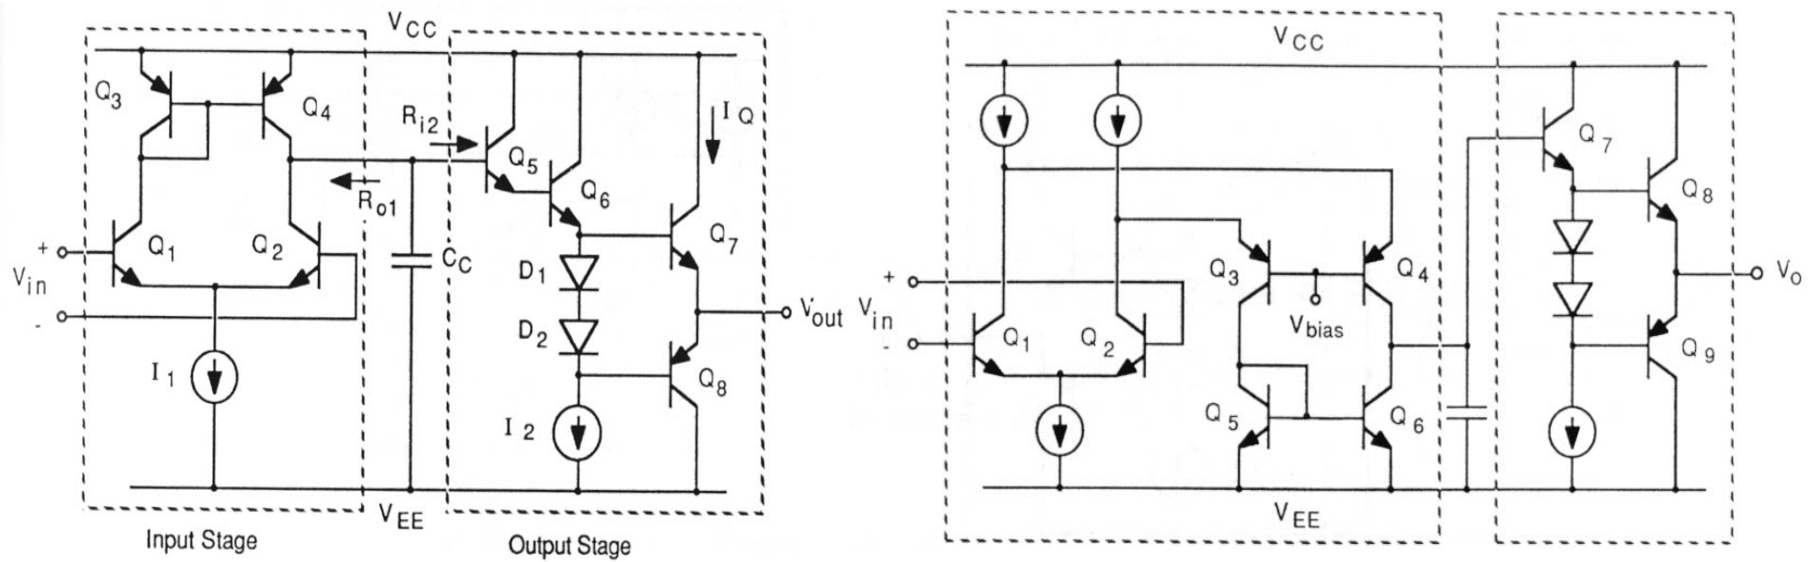 VCC
Q3
Q4
Ri2
IQ
Q5
Q6
Ro1
+
Q1
Q2
Q7
Vin
CC
D1
-
Vout
D2
I1
Q8
I2
VEE
Input Stage
Output Stage
VCC
Q7
Q8
Q3
Q4
Vo
+
Vin
Vbias
-
Q1
Q2
Q9
Q5
Q6
VEE